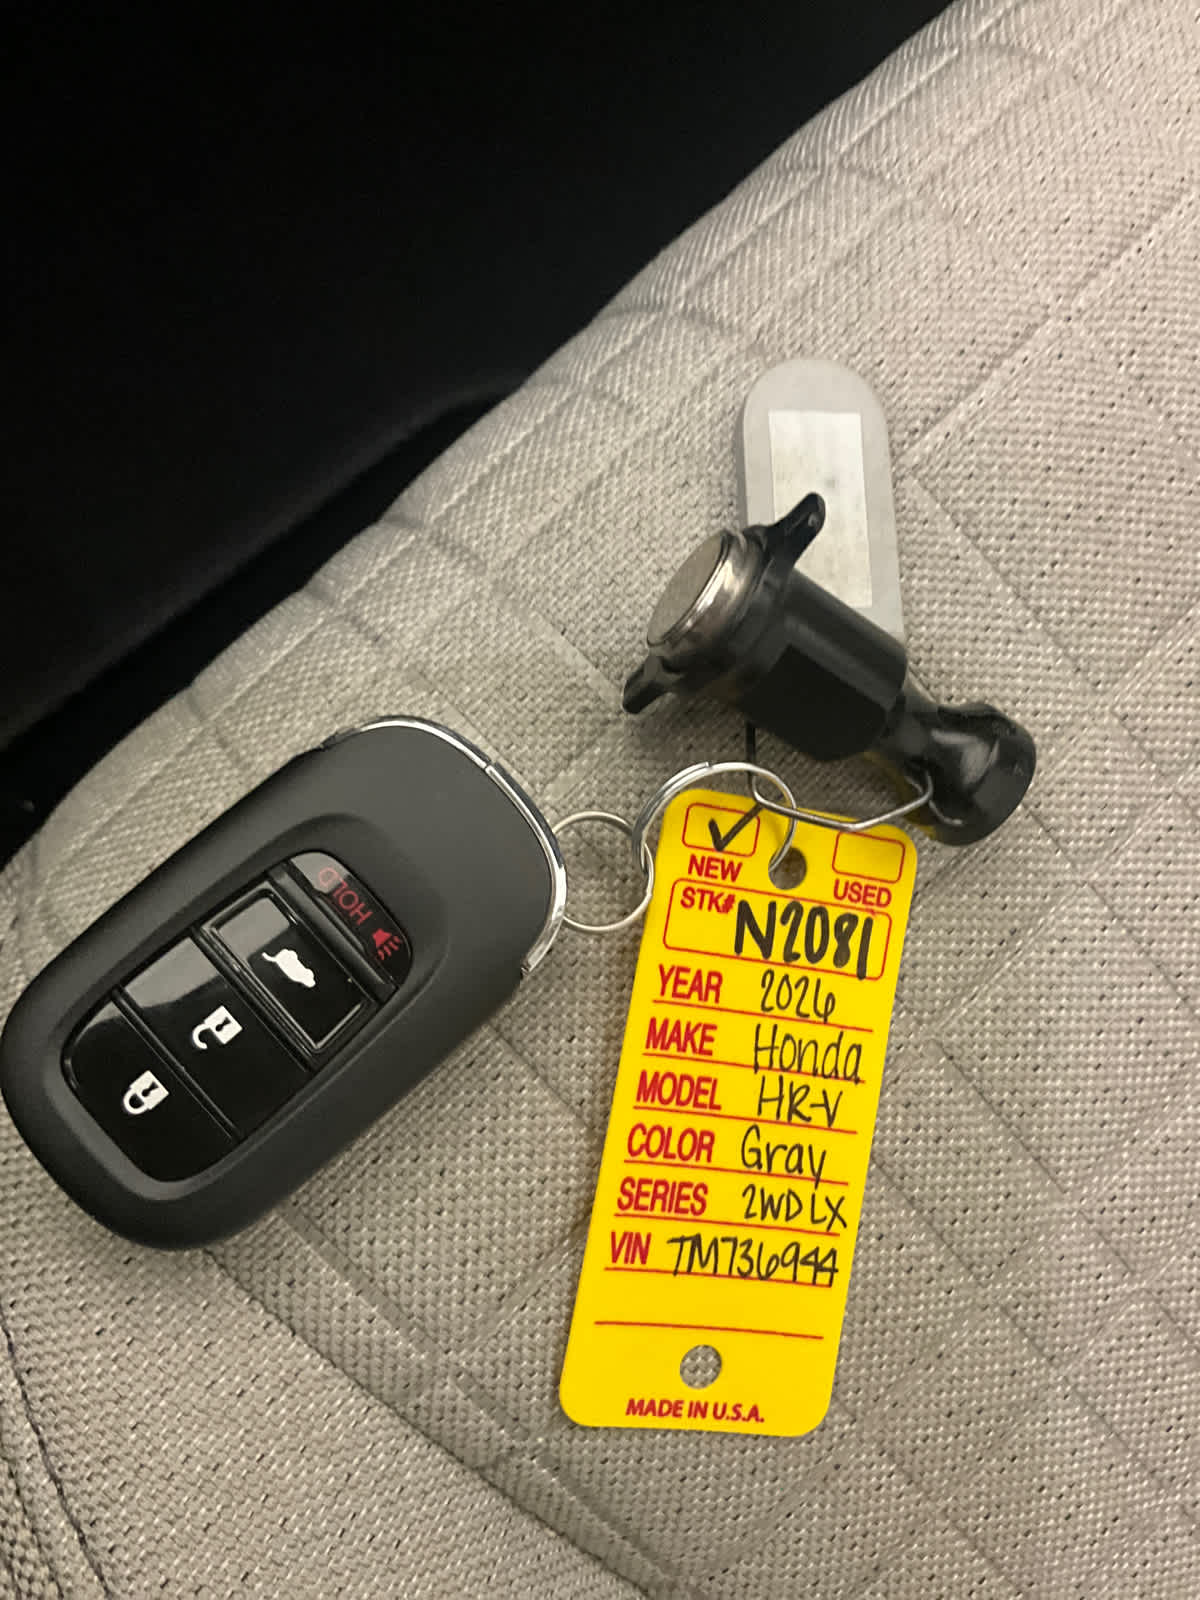 HOLD
NEW
USED
STK# N2081
YEAR 2026
MAKE Honda
MODEL HR-V
COLOR Gray
SERIES 2WD LX
VIN TM736944
MADE IN U.S.A.